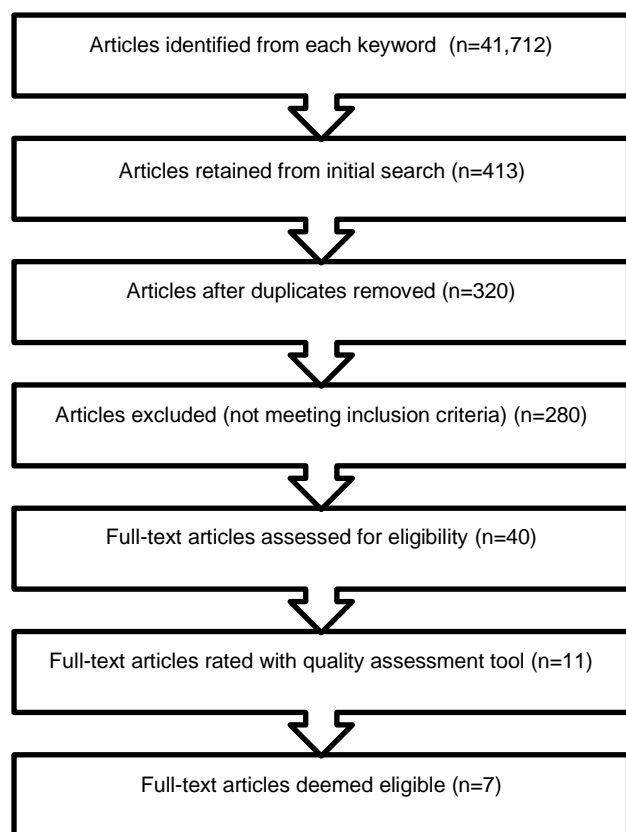 Articles identified from each keyword (n=41,712)
Articles retained from initial search (n=413)
Articles after duplicates removed (n=320)
Articles excluded (not meeting inclusion criteria) (n=280)
Full-text articles assessed for eligibility (n=40)
Full-text articles rated with quality assessment tool (n=11)
Full-text articles deemed eligible (n=7)